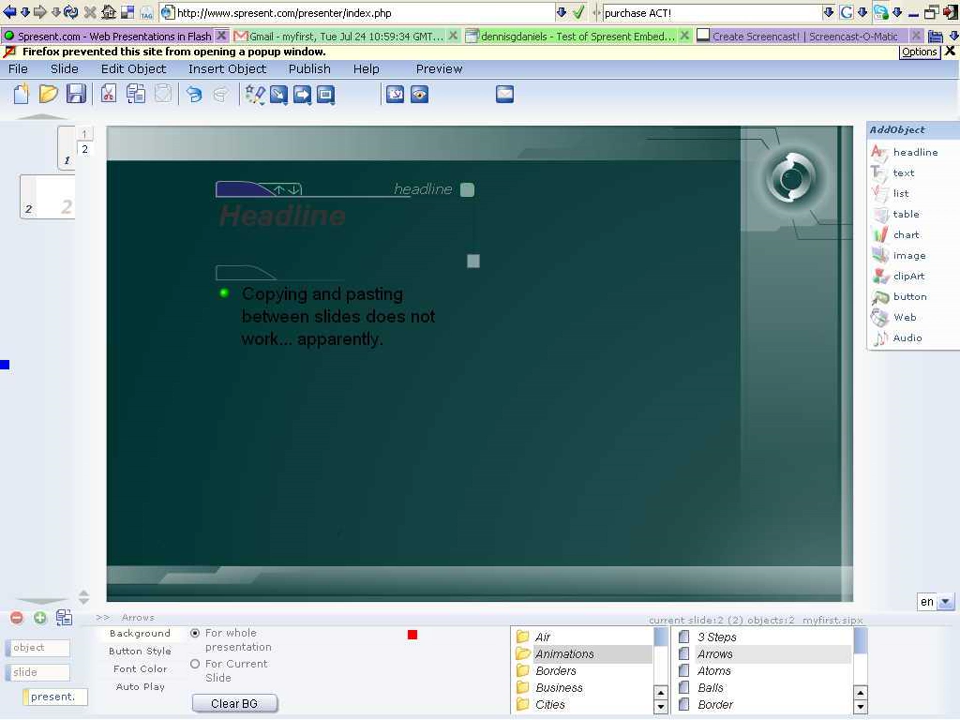 http://www.spresent.com/presenter/index.php
purchase ACT!
Spresent.com - Web Presentations in Flash
Gmail - myfirst, Tue Jul 24 10:59:34 GMT...
dennisgdaniels - Test of Spresent Embed...
Create Screencast! | Screencast-O-Matic
Firefox prevented this site from opening a popup window.
Options
File
Slide
Edit Object
Insert Object
Publish
Help
Preview
1
2
1
2
2
headline
Headline
Copying and pasting
between slides does not
work... apparently.
AddObject
headline
text
list
table
chart
image
clipArt
button
Web
Audio
en
>> Arrows
current slide:2 (2) objects:2 myfirst.sipx
object
slide
present.
Background
Button Style
Font Color
Auto Play
For whole
presentation
For Current
Slide
Clear BG
Air
Animations
Borders
Business
Cities
3 Steps
Arrows
Atoms
Balls
Border